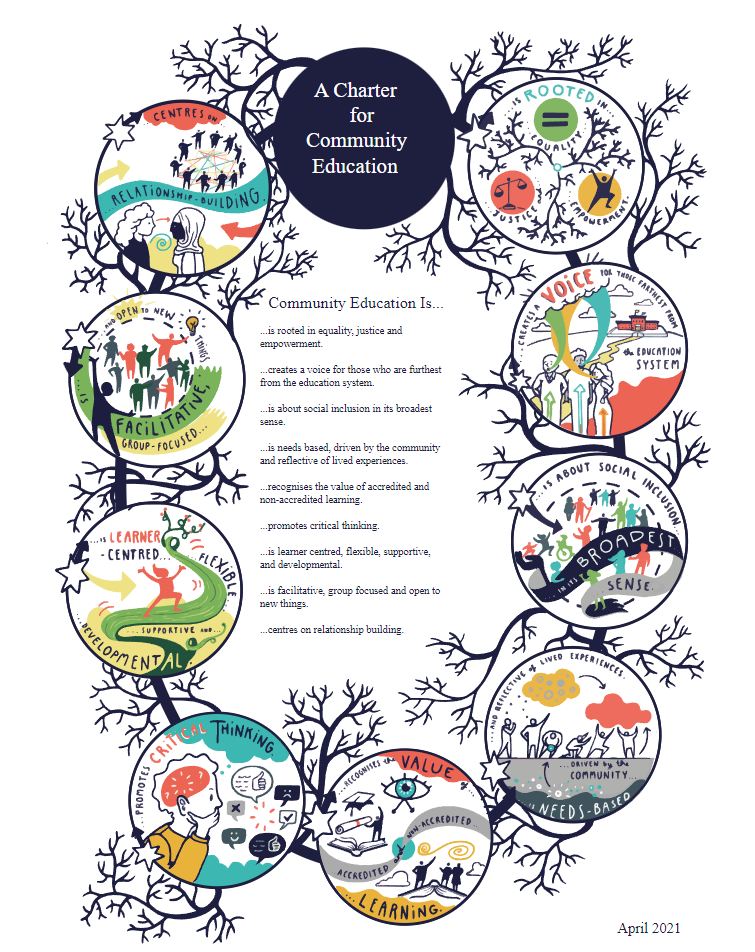 A Charter
for
Community
Education
...IS ROOTED IN...
EQUALITY
JUSTICE
EMPOWERMENT
...CREATES A VOICE FOR THOSE FARTHEST FROM
the EDUCATION
SYSTEM
...IS ABOUT SOCIAL INCLUSION...
IN ITS BROADEST
SENSE.
...AND REFLECTIVE of LIVED EXPERIENCES.
...DRIVEN by the
COMMUNITY...
...IS NEEDS-BASED
...RECOGNISES the VALUE of...
NON-ACCREDITED
ACCREDITED
LEARNING.
...PROMOTES CRITICAL THINKING.
...IS LEARNER
-CENTRED...
FLEXIBLE
...SUPPORTIVE AND...
DEVELOPMENTAL.
...AND OPEN TO NEW
THINGS
...IS
FACILITATIVE,
GROUP-FOCUSED...
CENTRES ON...
RELATIONSHIP-BUILDING.
Community Education Is...
...is rooted in equality, justice and
empowerment.
...creates a voice for those who are furthest
from the education system.
...is about social inclusion in its broadest
sense.
...is needs based, driven by the community
and reflective of lived experiences.
...recognises the value of accredited and
non-accredited learning.
...promotes critical thinking.
...is learner centred, flexible, supportive,
and developmental.
...is facilitative, group focused and open to
new things.
...centres on relationship building.
April 2021